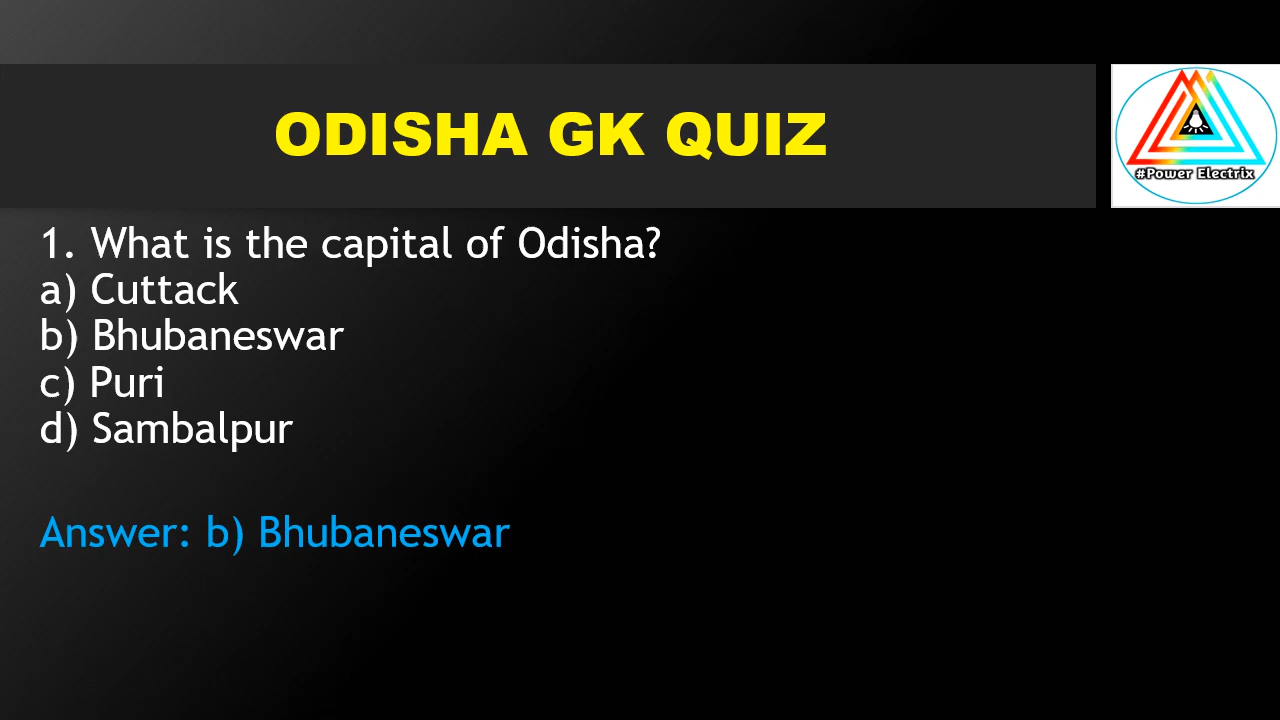 ODISHA GK QUIZ
#Power Electrix
1. What is the capital of Odisha?
a) Cuttack
b) Bhubaneswar
c) Puri
d) Sambalpur
Answer: b) Bhubaneswar